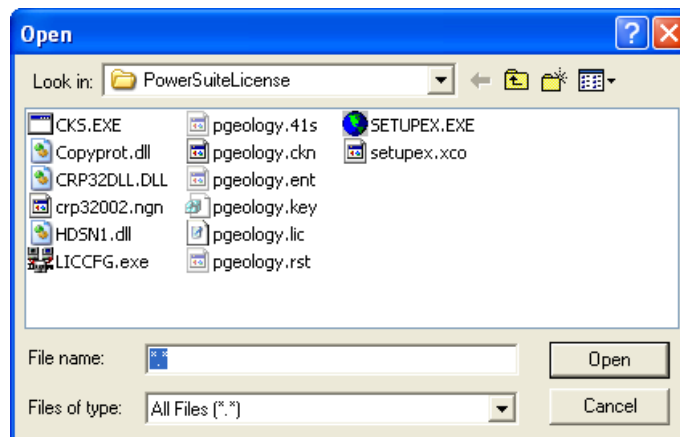 Open
Look in: PowerSuiteLicense
CKS.EXE pgeology.41s SETUPEX.EXE
Copyprot.dll pgeology.ckn setupex.xco
CRP32DLL.DLL pgeology.ent
crp32002.ngn pgeology.key
HDSN1.dll pgeology.lic
LICCFG.exe pgeology.rst
File name: *.* Open
Files of type: All Files (*.*) Cancel